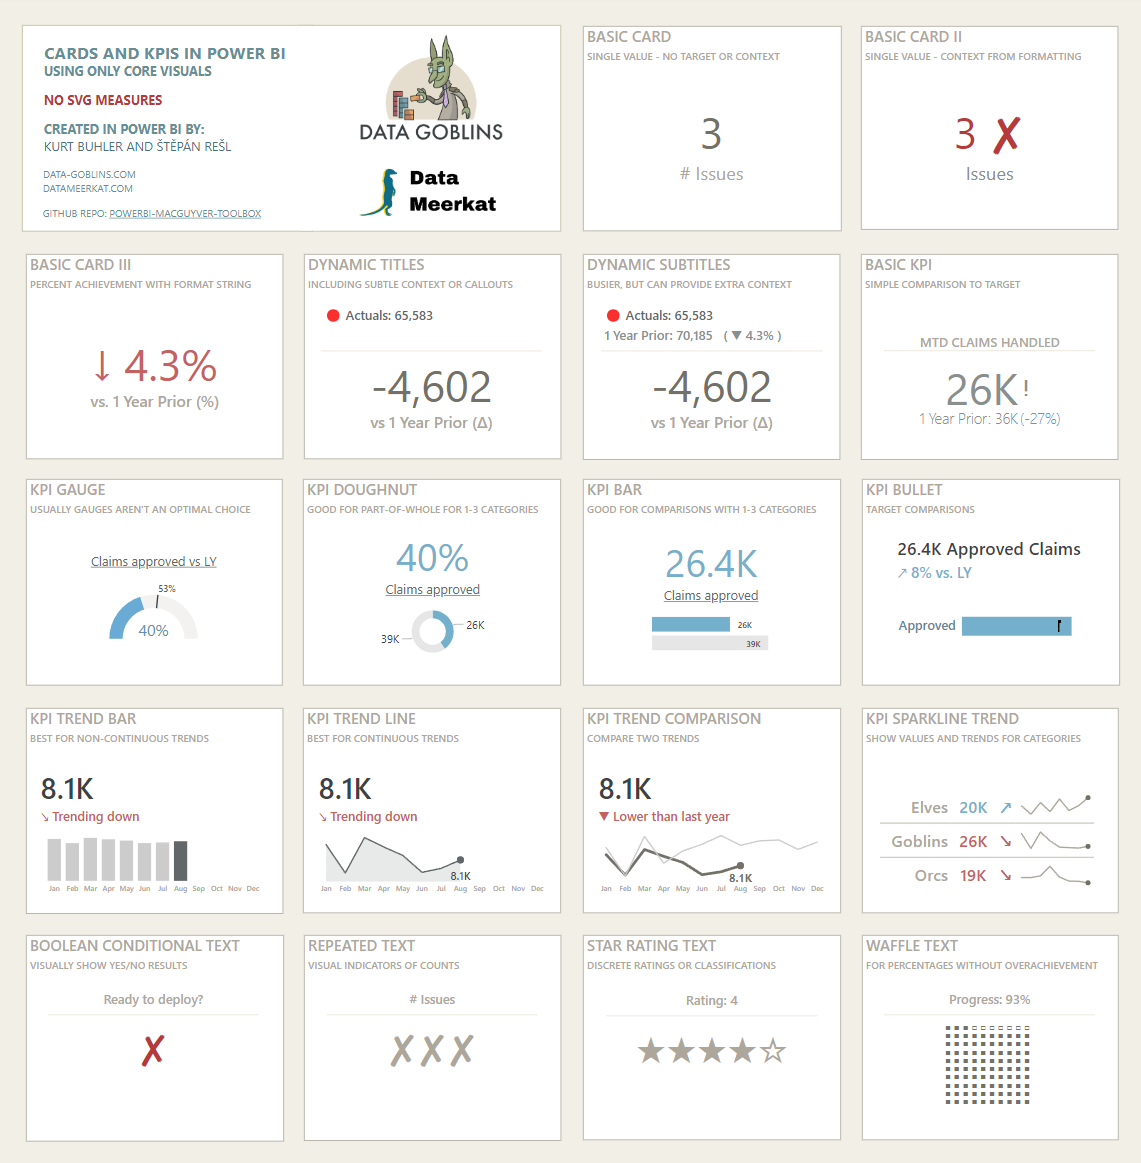 CARDS AND KPIS IN POWER BI
USING ONLY CORE VISUALS
NO SVG MEASURES
CREATED IN POWER BI BY:
KURT BUHLER AND ŠTĚPÁN REŠL
DATA-GOBLINS.COM
DATAMEERKAT.COM
GITHUB REPO: POWERBI-MACGUYVER-TOOLBOX
DATA GOBLINS
Data
Meerkat
BASIC CARD
SINGLE VALUE - NO TARGET OR CONTEXT
3
# Issues
BASIC CARD II
SINGLE VALUE - CONTEXT FROM FORMATTING
3 ✗
Issues
BASIC CARD III
PERCENT ACHIEVEMENT WITH FORMAT STRING
↓ 4.3%
vs. 1 Year Prior (%)
DYNAMIC TITLES
INCLUDING SUBTLE CONTEXT OR CALLOUTS
Actuals: 65,583
-4,602
vs 1 Year Prior (Δ)
DYNAMIC SUBTITLES
BUSIER, BUT CAN PROVIDE EXTRA CONTEXT
Actuals: 65,583
1 Year Prior: 70,185 ( ▼ 4.3% )
-4,602
vs 1 Year Prior (Δ)
BASIC KPI
SIMPLE COMPARISON TO TARGET
MTD CLAIMS HANDLED
26K !
1 Year Prior: 36K (-27%)
KPI GAUGE
USUALLY GAUGES AREN'T AN OPTIMAL CHOICE
Claims approved vs LY
53%
40%
KPI DOUGHNUT
GOOD FOR PART-OF-WHOLE FOR 1-3 CATEGORIES
40%
Claims approved
26K
39K
KPI BAR
GOOD FOR COMPARISONS WITH 1-3 CATEGORIES
26.4K
Claims approved
26K
39K
KPI BULLET
TARGET COMPARISONS
26.4K Approved Claims
↗ 8% vs. LY
Approved
KPI TREND BAR
BEST FOR NON-CONTINUOUS TRENDS
8.1K
↘ Trending down
Jan Feb Mar Apr May Jun Jul Aug Sep Oct Nov Dec
KPI TREND LINE
BEST FOR CONTINUOUS TRENDS
8.1K
↘ Trending down
8.1K
Jan Feb Mar Apr May Jun Jul Aug Sep Oct Nov Dec
KPI TREND COMPARISON
COMPARE TWO TRENDS
8.1K
▼ Lower than last year
8.1K
Jan Feb Mar Apr May Jun Jul Aug Sep Oct Nov Dec
KPI SPARKLINE TREND
SHOW VALUES AND TRENDS FOR CATEGORIES
Elves 20K ↗
Goblins 26K ↘
Orcs 19K ↘
BOOLEAN CONDITIONAL TEXT
VISUALLY SHOW YES/NO RESULTS
Ready to deploy?
✗
REPEATED TEXT
VISUAL INDICATORS OF COUNTS
# Issues
✗✗✗
STAR RATING TEXT
DISCRETE RATINGS OR CLASSIFICATIONS
Rating: 4
★★★★☆
WAFFLE TEXT
FOR PERCENTAGES WITHOUT OVERACHIEVEMENT
Progress: 93%